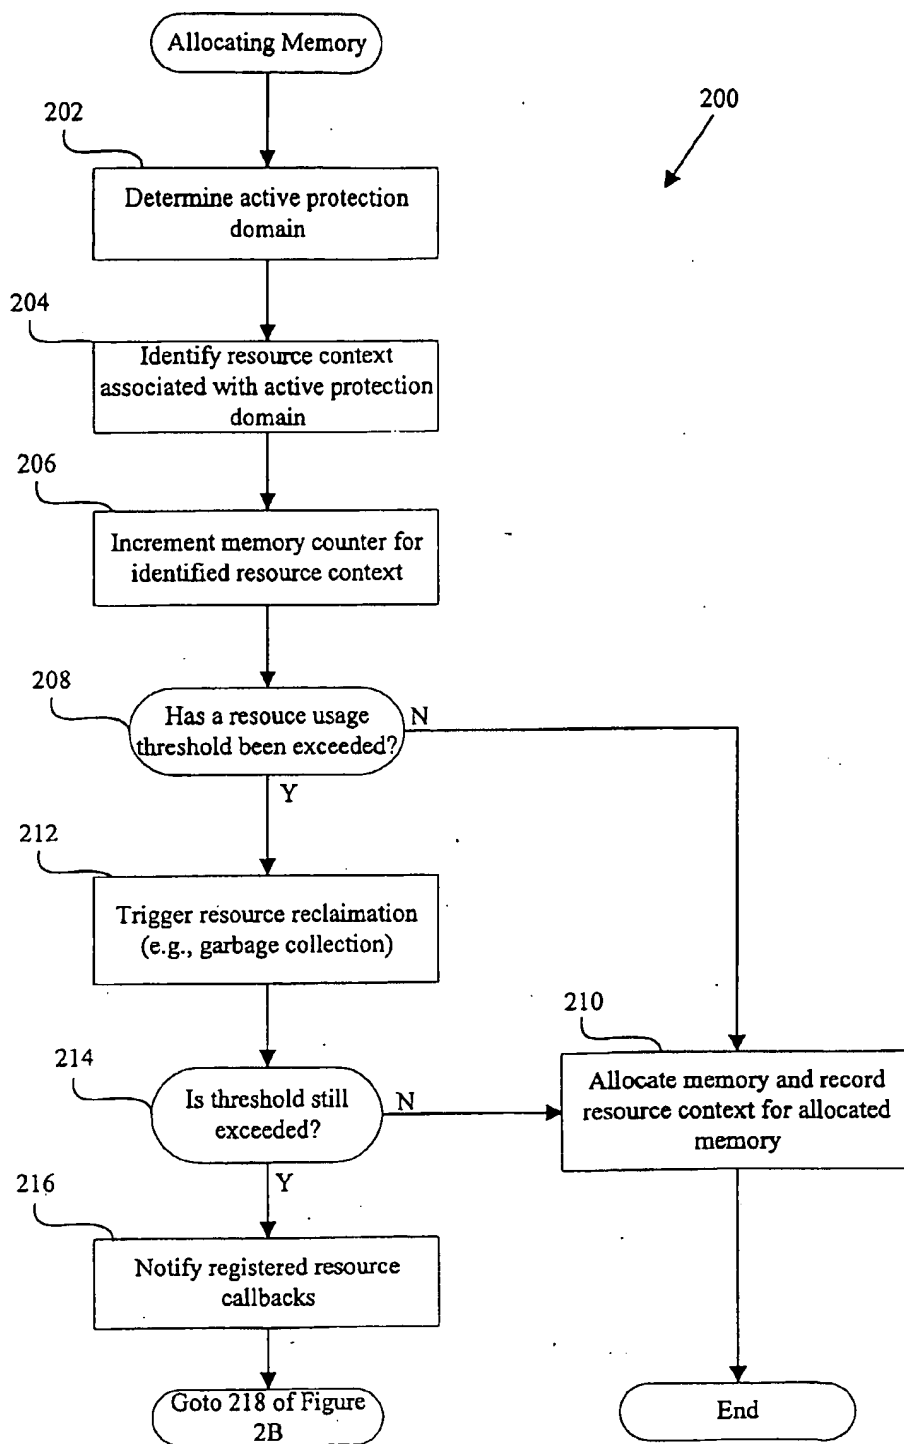 Allocating Memory
200
202
Determine active protection
domain
204
Identify resource context
associated with active protection
domain
206
Increment memory counter for
identified resource context
208
Has a resouce usage
threshold been exceeded?
N
Y
212
Trigger resource reclaimation
(e.g., garbage collection)
210
Allocate memory and record
resource context for allocated
memory
214
Is threshold still
exceeded?
N
Y
216
Notify registered resource
callbacks
Goto 218 of Figure
2B
End